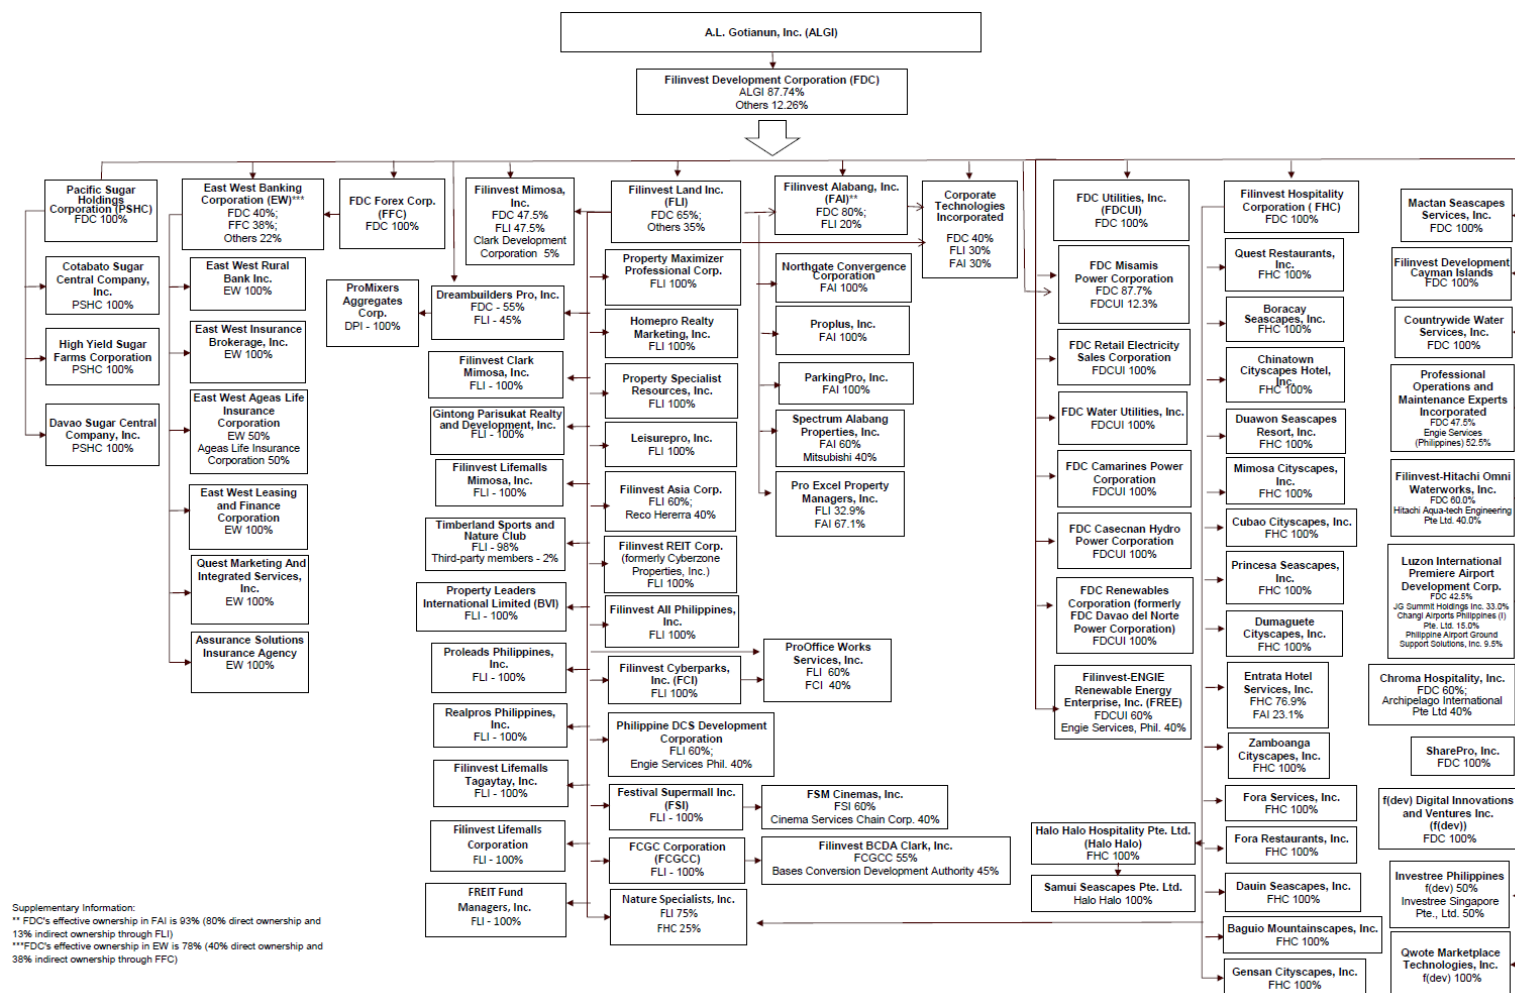 A.L. Gotianun, Inc. (ALGI)
Filinvest Development Corporation (FDC)
ALGI 87.74%
Others 12.26%
Pacific Sugar
Holdings
Corporation (PSHC)
FDC 100%
Cotabato Sugar
Central Company,
Inc.
PSHC 100%
High Yield Sugar
Farms Corporation
PSHC 100%
Davao Sugar Central
Company, Inc.
PSHC 100%
East West Banking
Corporation (EW)***
FDC 40%;
FFC 38%;
Others 22%
East West Rural
Bank Inc.
EW 100%
East West Insurance
Brokerage, Inc.
EW 100%
East West Ageas Life
Insurance
Corporation
EW 50%
Ageas Life Insurance
Corporation 50%
East West Leasing
and Finance
Corporation
EW 100%
Quest Marketing And
Integrated Services,
Inc.
EW 100%
Assurance Solutions
Insurance Agency
EW 100%
FDC Forex Corp.
(FFC)
FDC 100%
ProMixers
Aggregates
Corp.
DPI - 100%
Filinvest Mimosa,
Inc.
FDC 47.5%
FLI 47.5%
Clark Development
Corporation 5%
Dreambuilders Pro, Inc.
FDC - 55%
FLI - 45%
Filinvest Clark
Mimosa, Inc.
FLI - 100%
Gintong Parisukat Realty
and Development, Inc.
FLI - 100%
Filinvest Lifemalls
Mimosa, Inc.
FLI - 100%
Timberland Sports and
Nature Club
FLI - 98%
Third-party members - 2%
Property Leaders
International Limited (BVI)
FLI - 100%
Proleads Philippines,
Inc.
FLI - 100%
Realpros Philippines,
Inc.
FLI - 100%
Filinvest Lifemalls
Tagaytay, Inc.
FLI - 100%
Filinvest Lifemalls
Corporation
FLI - 100%
FREIT Fund
Managers, Inc.
FLI - 100%
Filinvest Land Inc.
(FLI)
FDC 65%;
Others 35%
Property Maximizer
Professional Corp.
FLI 100%
Homepro Realty
Marketing, Inc.
FLI 100%
Property Specialist
Resources, Inc.
FLI 100%
Leisurepro, Inc.
FLI 100%
Filinvest Asia Corp.
FLI 60%;
Reco Hererra 40%
Filinvest REIT Corp.
(formerly Cyberzone
Properties, Inc.)
FLI 100%
Filinvest All Philippines,
Inc.
FLI 100%
Filinvest Cyberparks,
Inc. (FCI)
FLI 100%
Philippine DCS Development
Corporation
FLI 60%;
Engie Services Phil. 40%
Festival Supermall Inc.
(FSI)
FLI - 100%
FCGC Corporation
(FCGCC)
FLI - 100%
Nature Specialists, Inc.
FLI 75%
FHC 25%
Filinvest Alabang, Inc.
(FAI)**
FDC 80%;
FLI 20%
Northgate Convergence
Corporation
FAI 100%
Proplus, Inc.
FAI 100%
ParkingPro, Inc.
FAI 100%
Spectrum Alabang
Properties, Inc.
FAI 60%
Mitsubishi 40%
Pro Excel Property
Managers, Inc.
FLI 32.9%
FAI 67.1%
ProOffice Works
Services, Inc.
FLI 60%
FCI 40%
FSM Cinemas, Inc.
FSI 60%
Cinema Services Chain Corp. 40%
Filinvest BCDA Clark, Inc.
FCGCC 55%
Bases Conversion Development Authority 45%
Corporate
Technologies
Incorporated
FDC 40%
FLI 30%
FAI 30%
FDC Utilities, Inc.
(FDCUI)
FDC 100%
FDC Misamis
Power Corporation
FDC 87.7%
FDCUI 12.3%
FDC Retail Electricity
Sales Corporation
FDCUI 100%
FDC Water Utilities, Inc.
FDCUI 100%
FDC Camarines Power
Corporation
FDCUI 100%
FDC Casecnan Hydro
Power Corporation
FDCUI 100%
FDC Renewables
Corporation (formerly
FDC Davao del Norte
Power Corporation)
FDCUI 100%
Filinvest-ENGIE
Renewable Energy
Enterprise, Inc. (FREE)
FDCUI 60%
Engie Services, Phil. 40%
Halo Halo Hospitality Pte. Ltd.
(Halo Halo)
FHC 100%
Samui Seascapes Pte. Ltd.
Halo Halo 100%
Filinvest Hospitality
Corporation ( FHC)
FDC 100%
Quest Restaurants,
Inc.
FHC 100%
Boracay
Seascapes, Inc.
FHC 100%
Chinatown
Cityscapes Hotel,
Inc.
FHC 100%
Duawon Seascapes
Resort, Inc.
FHC 100%
Mimosa Cityscapes,
Inc.
FHC 100%
Cubao Cityscapes, Inc.
FHC 100%
Princesa Seascapes,
Inc.
FHC 100%
Dumaguete
Cityscapes, Inc.
FHC 100%
Entrata Hotel
Services, Inc.
FHC 76.9%
FAI 23.1%
Zamboanga
Cityscapes, Inc.
FHC 100%
Fora Services, Inc.
FHC 100%
Fora Restaurants, Inc.
FHC 100%
Dauin Seascapes, Inc.
FHC 100%
Baguio Mountainscapes, Inc.
FHC 100%
Gensan Cityscapes, Inc.
FHC 100%
Mactan Seascapes
Services, Inc.
FDC 100%
Filinvest Development
Cayman Islands
FDC 100%
Countrywide Water
Services, Inc.
FDC 100%
Professional
Operations and
Maintenance Experts
Incorporated
FDC 47.5%
Engie Services
(Philippines) 52.5%
Filinvest-Hitachi Omni
Waterworks, Inc.
FDC 60.0%
Hitachi Aqua-tech Engineering
Pte Ltd. 40.0%
Luzon International
Premiere Airport
Development Corp.
FDC 42.5%
JG Summit Holdings Inc. 33.0%
Changi Airports Philippines (I)
Pte. Ltd. 15.0%
Philippine Airport Ground
Support Solutions, Inc. 9.5%
Chroma Hospitality, Inc.
FDC 60%;
Archipelago International
Pte Ltd 40%
SharePro, Inc.
FDC 100%
f(dev) Digital Innovations
and Ventures Inc.
(f(dev))
FDC 100%
Investree Philippines
f(dev) 50%
Investree Singapore
Pte., Ltd. 50%
Qwote Marketplace
Technologies, Inc.
f(dev) 100%
Supplementary Information:
** FDC's effective ownership in FAI is 93% (80% direct ownership and
13% indirect ownership through FLI)
***FDC's effective ownership in EW is 78% (40% direct ownership and
38% indirect ownership through FFC)